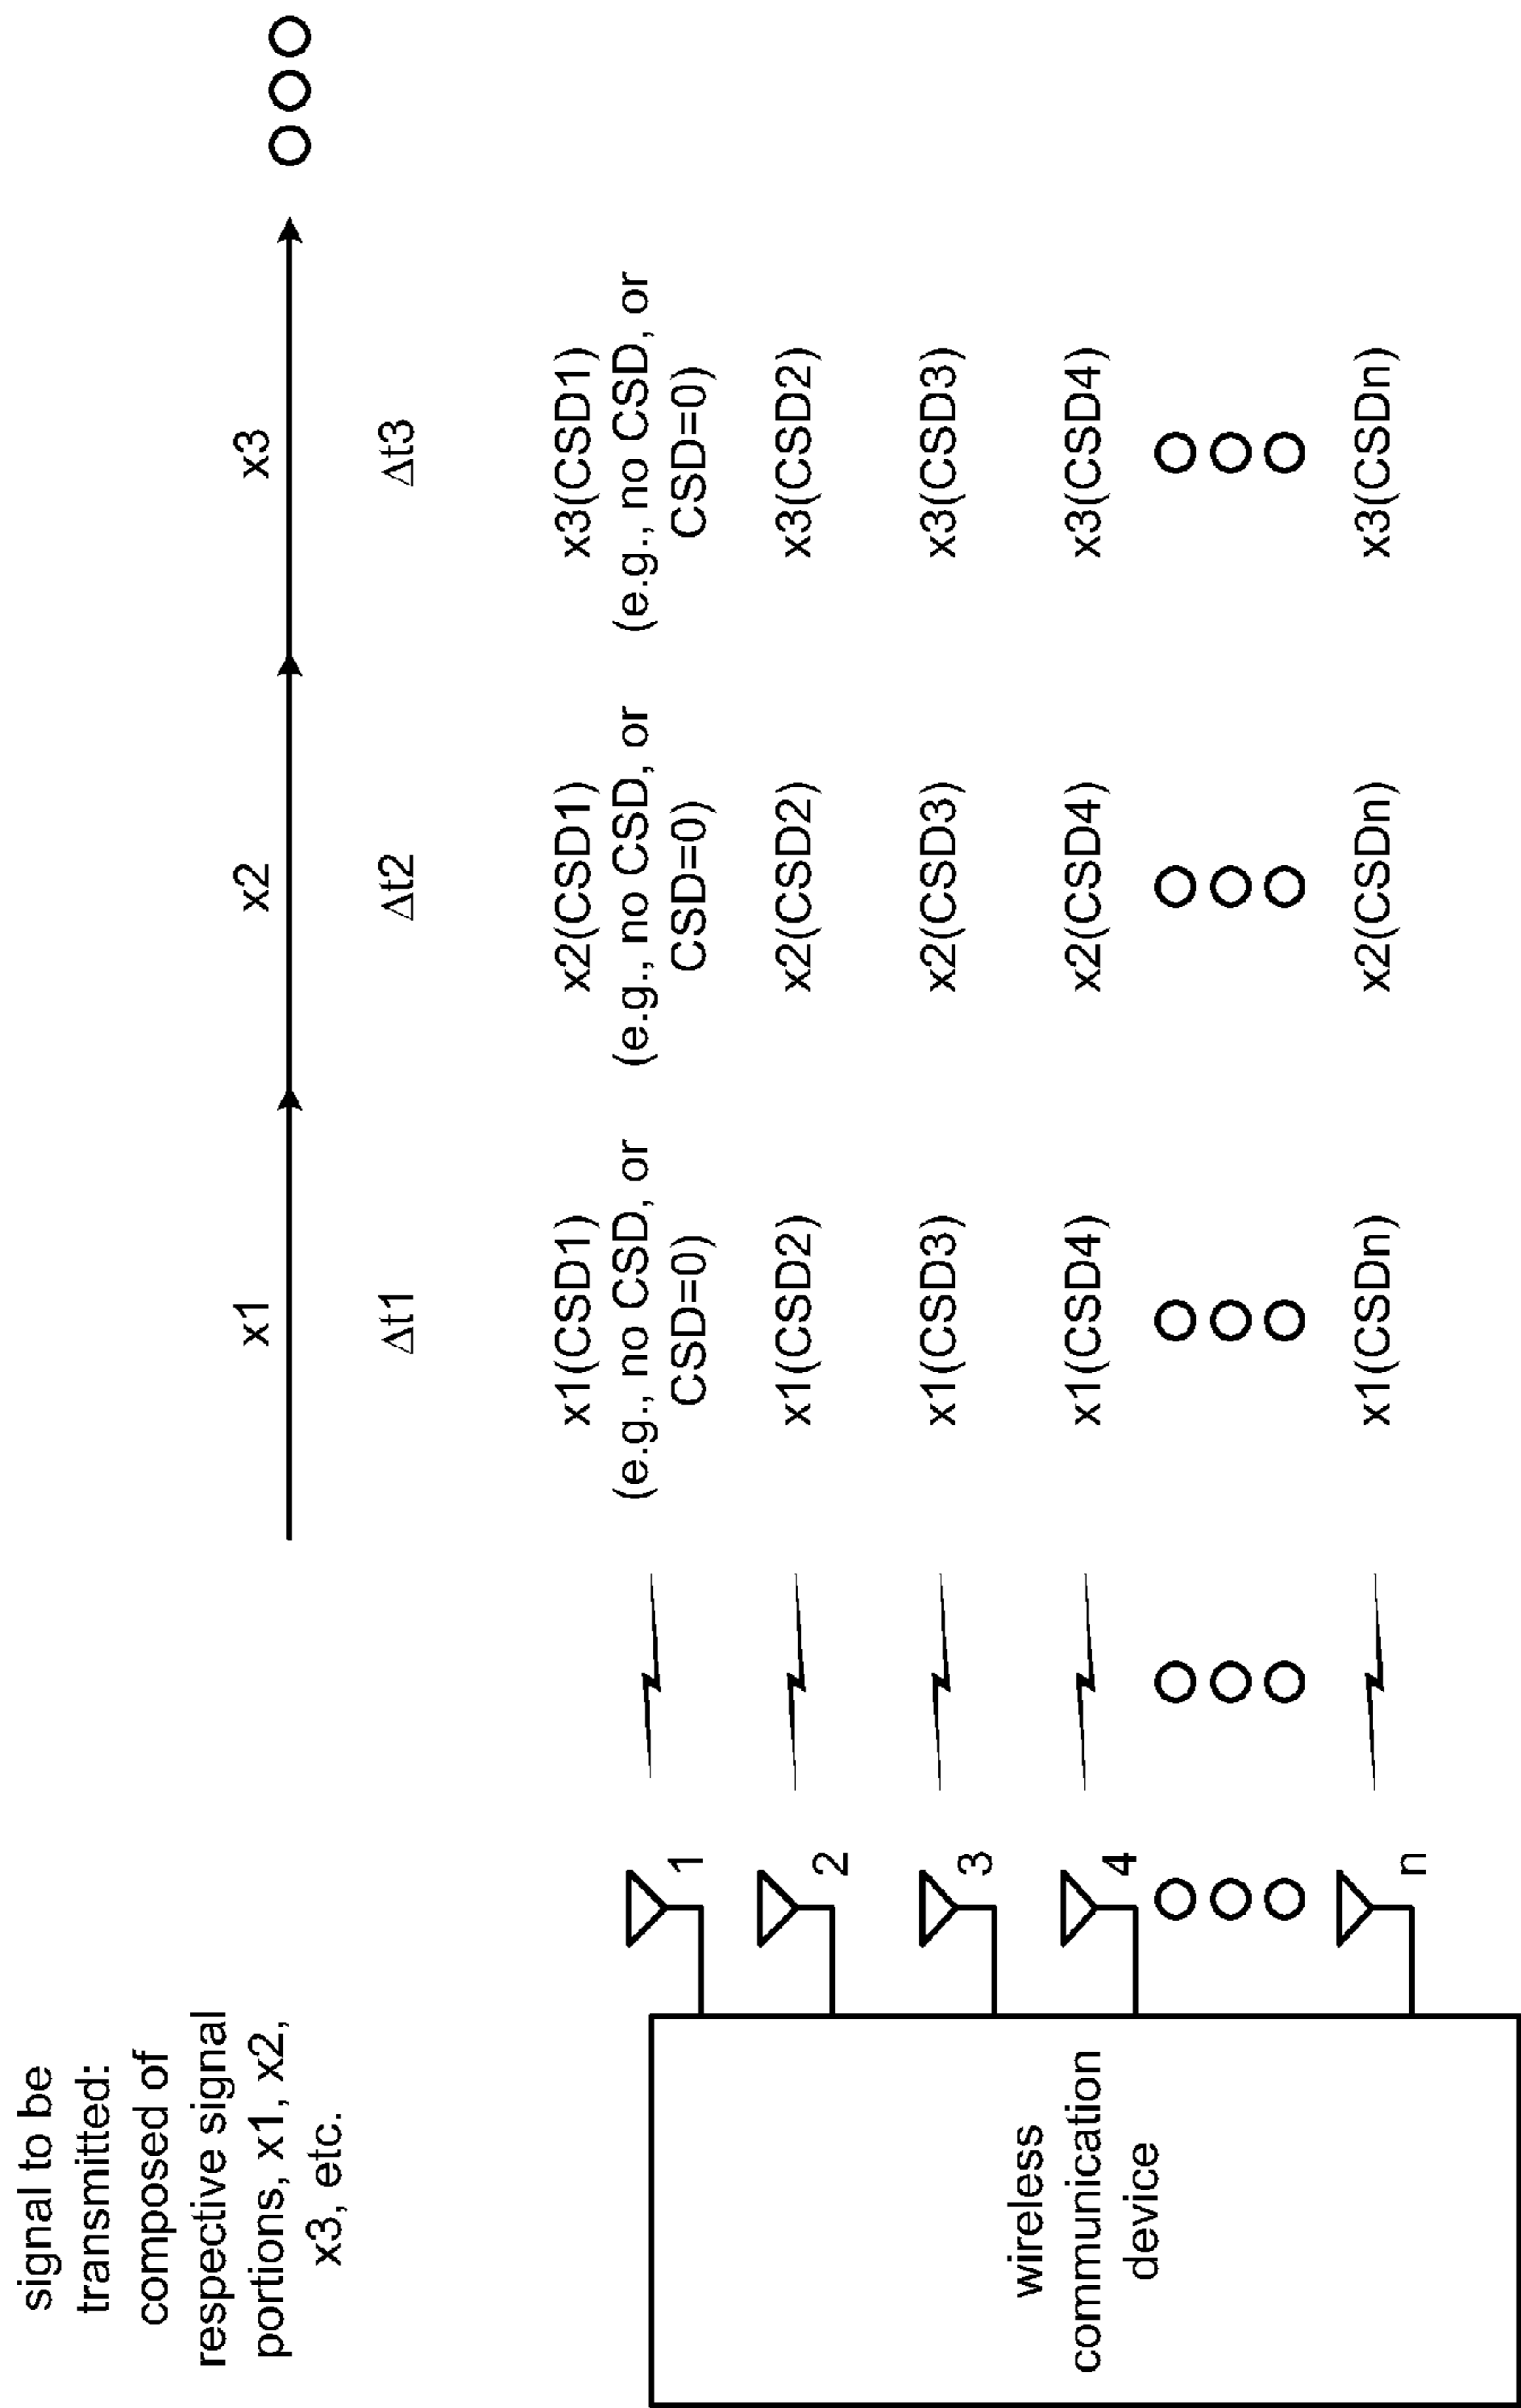 signal to be
transmitted:
composed of
respective signal
portions, x1, x2,
x3, etc.
x1
x2
x3
Δt1
Δt2
Δt3
x1(CSD1)
(e.g., no CSD, or
CSD=0)
x2(CSD1)
(e.g., no CSD, or
CSD=0)
x3(CSD1)
(e.g., no CSD, or
CSD=0)
1
x1(CSD2)
x2(CSD2)
x3(CSD2)
2
x1(CSD3)
x2(CSD3)
x3(CSD3)
3
x1(CSD4)
x2(CSD4)
x3(CSD4)
4
x1(CSDn)
x2(CSDn)
x3(CSDn)
n
wireless
communication
device